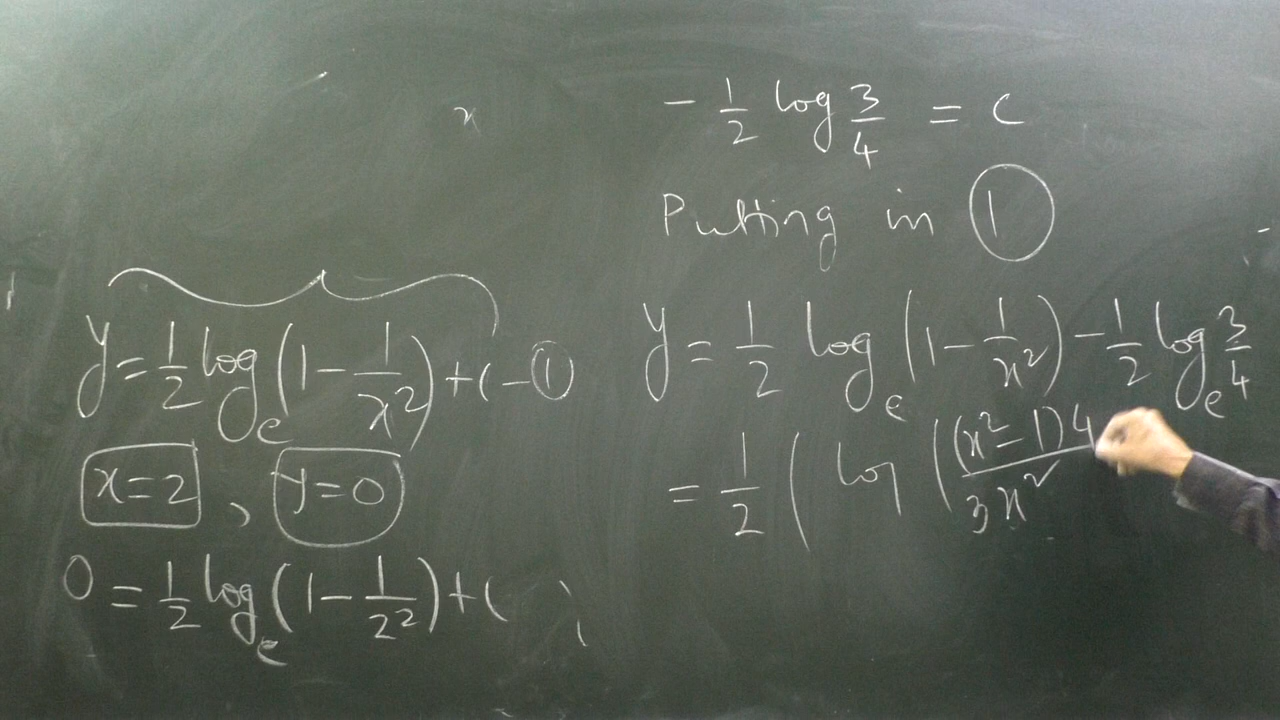 x
y = 1/2 log_e (1 - 1/x²) + c - ①
x = 2, y = 0
0 = 1/2 log_e (1 - 1/2²) + c
- 1/2 log 3/4 = c
Putting in ①
y = 1/2 log_e (1 - 1/x²) - 1/2 log_e 3/4
= 1/2 ( log ( (x² - 1) 4 / 3x²